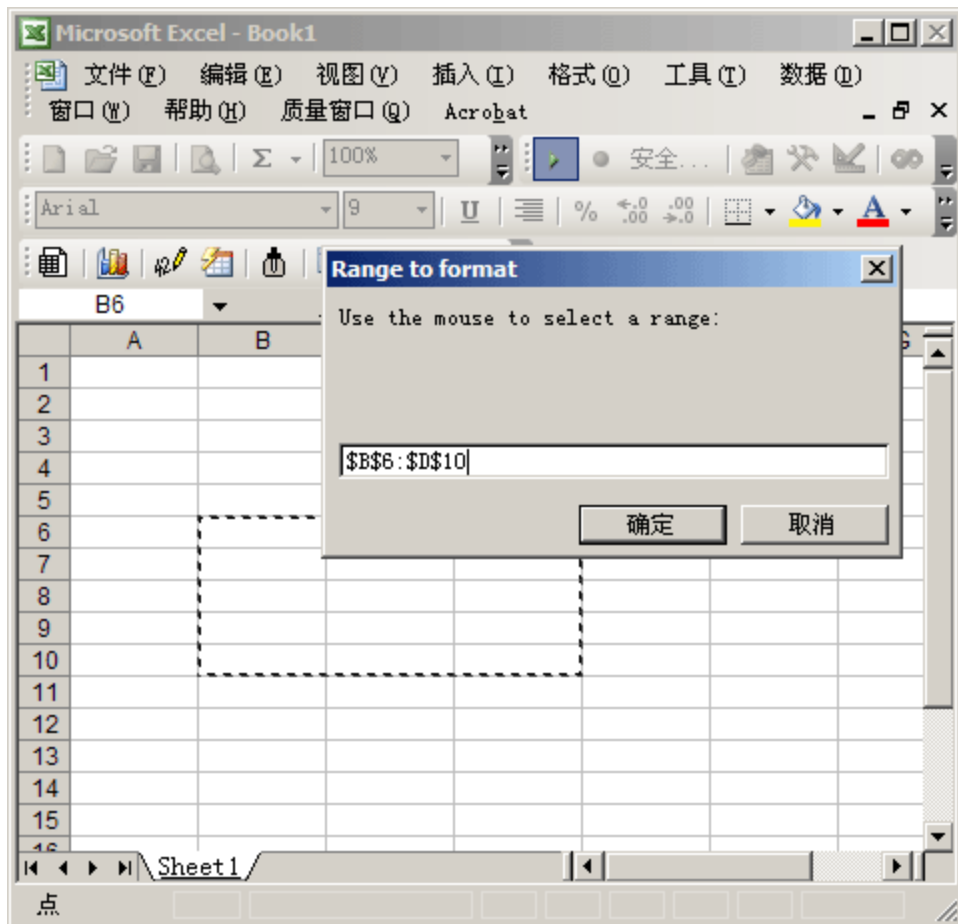 Microsoft Excel - Book1
文件(F) 编辑(E) 视图(V) 插入(I) 格式(O) 工具(T) 数据(D)
窗口(W) 帮助(H) 质量窗口(Q) Acrobat
Σ 100% 安全...
Arial 9 U % .00 .00 A
Range to format
B6
Use the mouse to select a range:
A B G
1
2
3
4
$B$6:$D$10
5
6
确定 取消
7
8
9
10
11
12
13
14
15
16
Sheet1
点